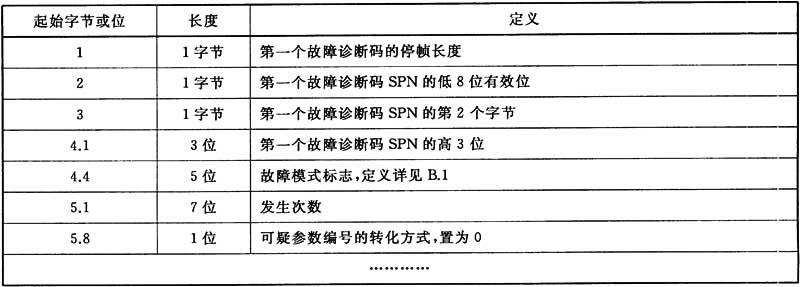 起始字节或位 长度 定义
1 1字节 第一个故障诊断码的停帧长度
2 1字节 第一个故障诊断码 SPN 的低 8 位有效位
3 1字节 第一个故障诊断码 SPN 的第 2 个字节
4.1 3位 第一个故障诊断码 SPN 的高 3 位
4.4 5位 故障模式标志,定义详见 B.1
5.1 7位 发生次数
5.8 1位 可疑参数编号的转化方式,置为 0
…………